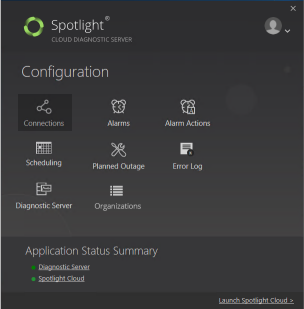 Spotlight®
CLOUD DIAGNOSTIC SERVER
Configuration
Connections Alarms Alarm Actions
Scheduling Planned Outage Error Log
Diagnostic Server Organizations
Application Status Summary
Diagnostic Server
Spotlight Cloud
Launch Spotlight Cloud >